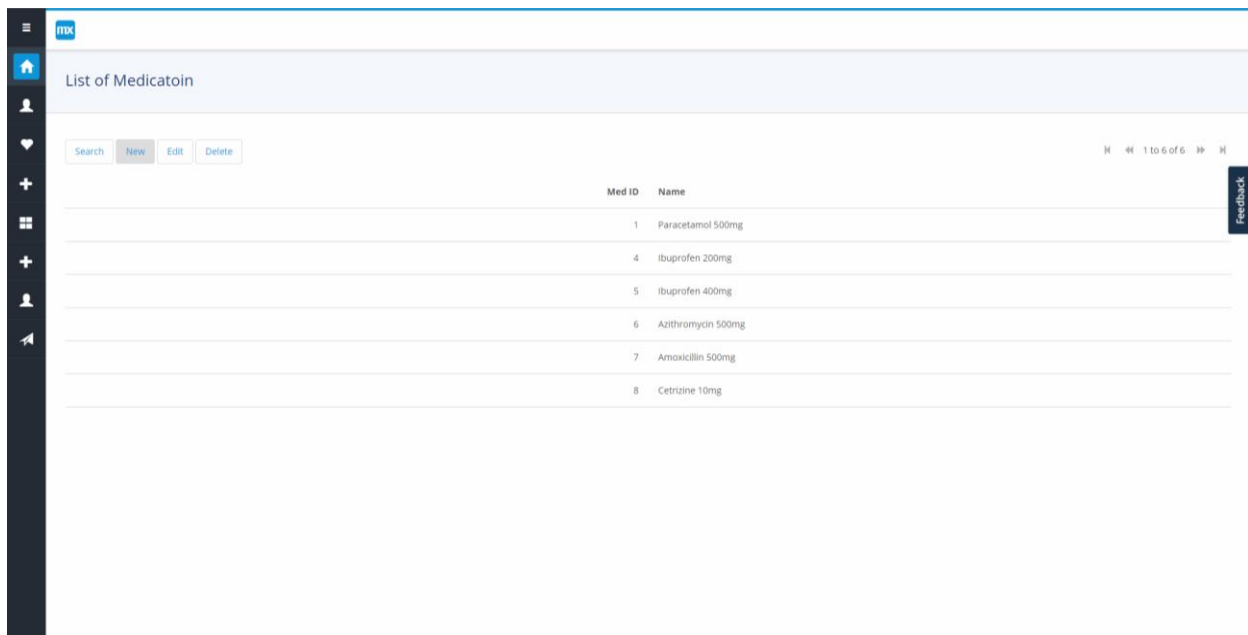 mx
List of Medicatoin
Search New Edit Delete 1 to 6 of 6
Feedback
Med ID Name
1 Paracetamol 500mg
4 Ibuprofen 200mg
5 Ibuprofen 400mg
6 Azithromycin 500mg
7 Amoxicillin 500mg
8 Cetrizine 10mg